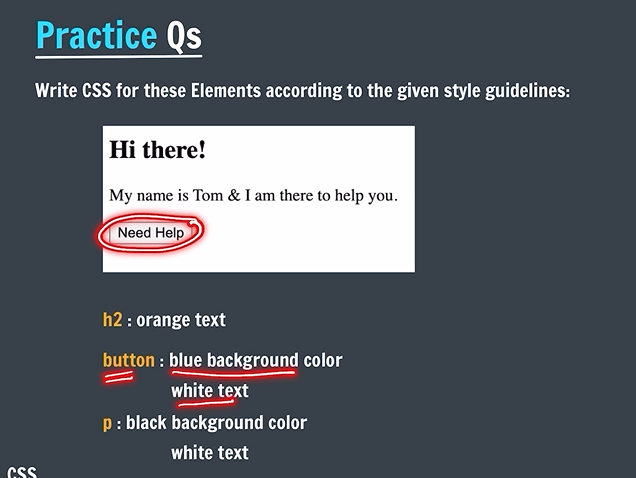 Practice Qs
Write CSS for these Elements according to the given style guidelines:
Hi there!
My name is Tom & I am there to help you.
Need Help
h2 : orange text
button : blue background color
white text
p : black background color
white text
CSS